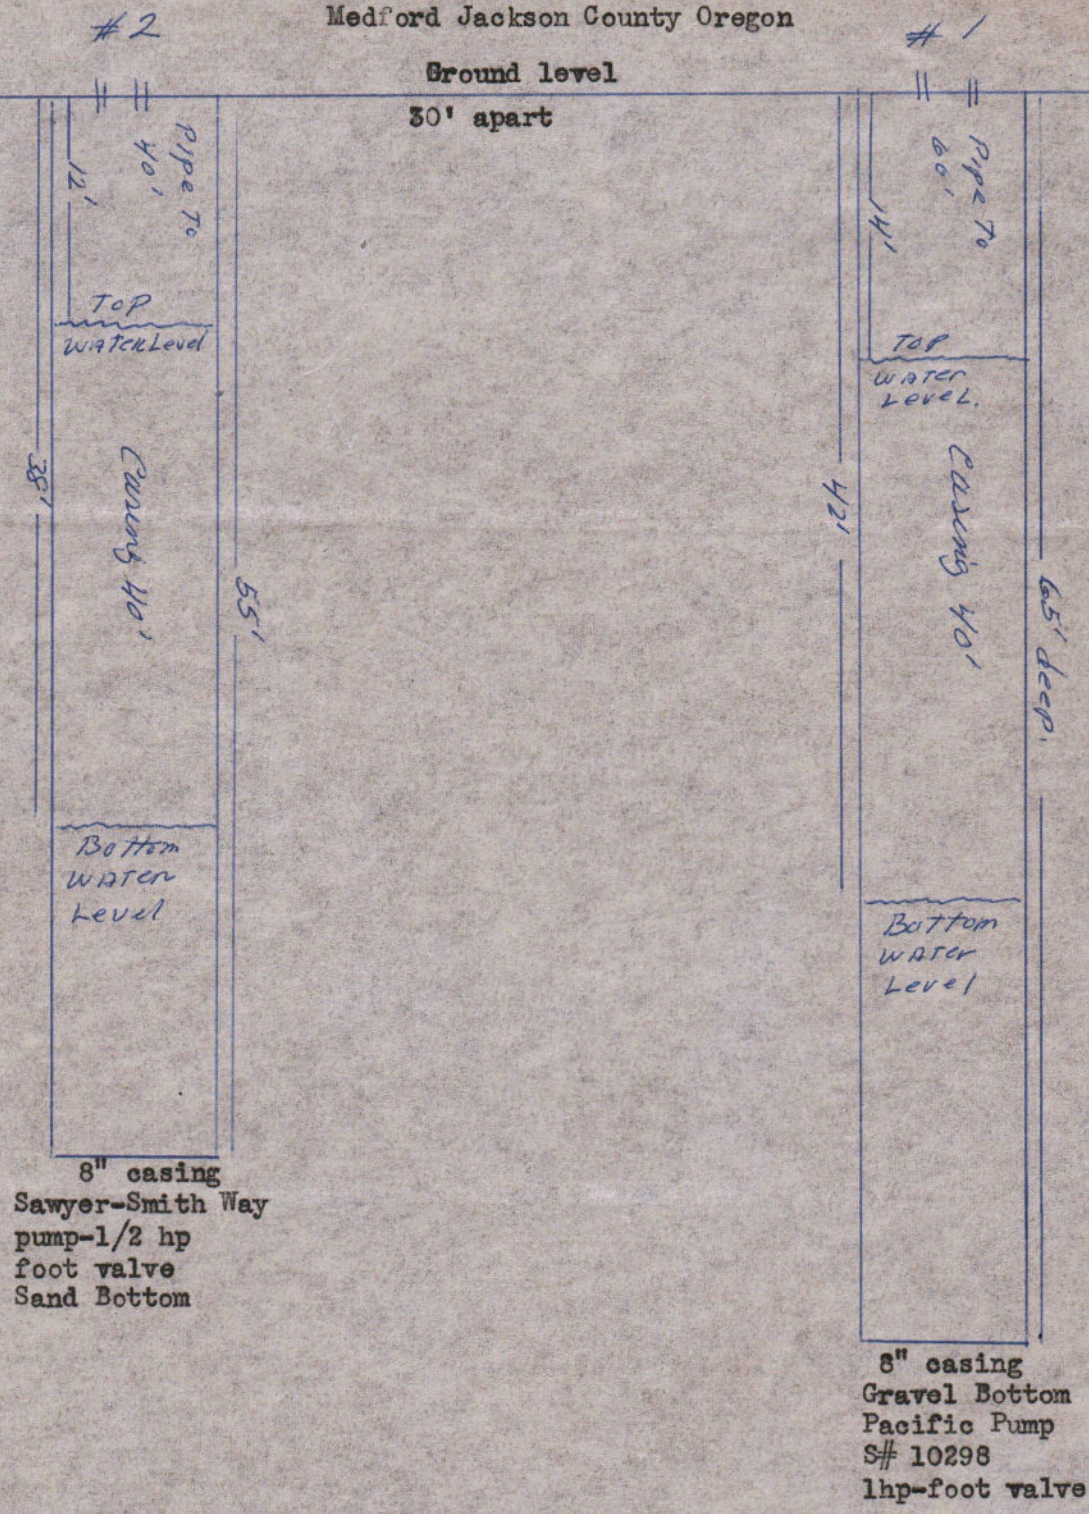 Medford Jackson County Oregon
#2
#1
Ground level
30' apart
12'
Pipe To
40'
TOP
WATER Level
38'
Casing 40'
55'
Bottom
WATER
Level
8" casing
Sawyer-Smith Way
pump-1/2 hp
foot valve
Sand Bottom
14'
Pipe To
60'
TOP
WATER
LEVEL.
42'
Casing 40'
65' deep.
Bottom
WATER
Level
8" casing
Gravel Bottom
Pacific Pump
S# 10298
1hp-foot valve